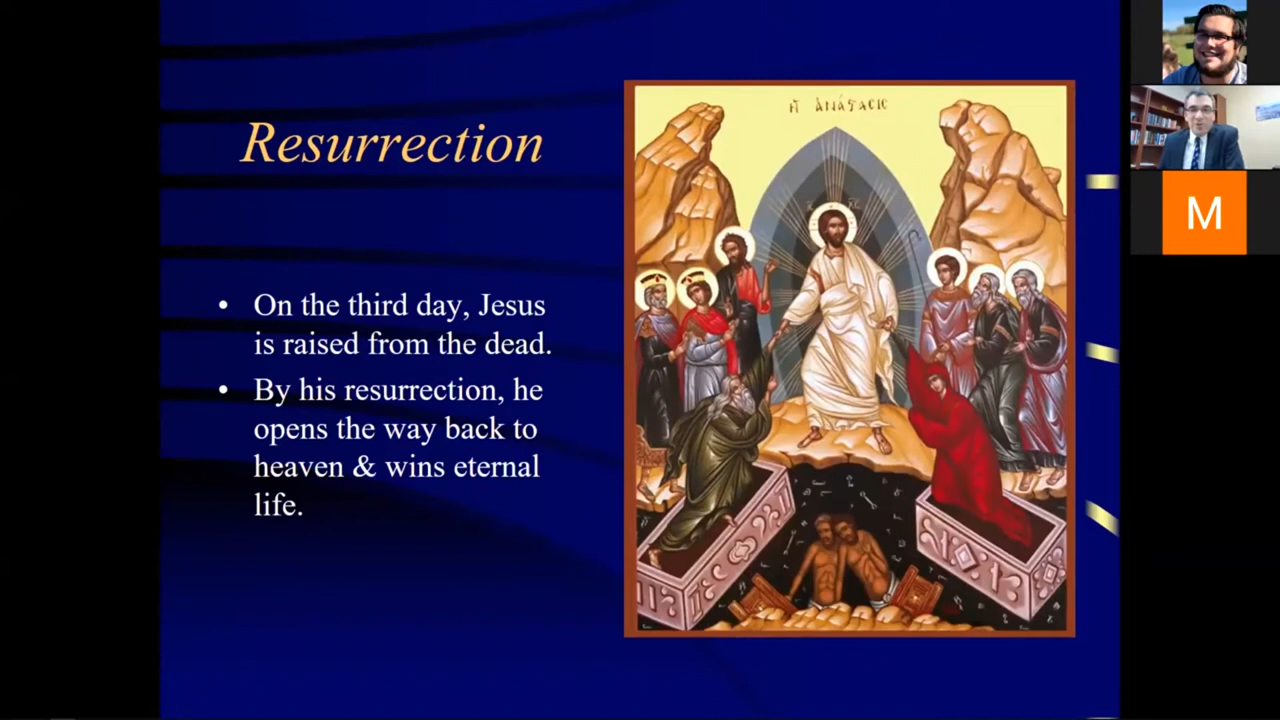 Resurrection
• On the third day, Jesus
is raised from the dead.
• By his resurrection, he
opens the way back to
heaven & wins eternal
life.
Η ἈΝΆϚΑϹΙϹ
M